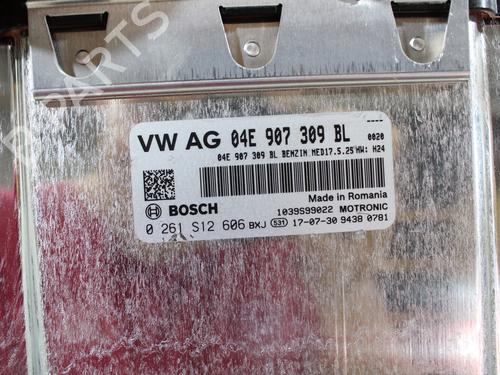 VW AG 04E 907 309 BL
----
0020
04E 907 309 BL BENZIN MED17.5.25 HW: H24
Made in Romania
BOSCH
1039S99022 MOTRONIC
0 261 S12 606 BXJ 531 17-07-30 9438 0781
B-PARTS